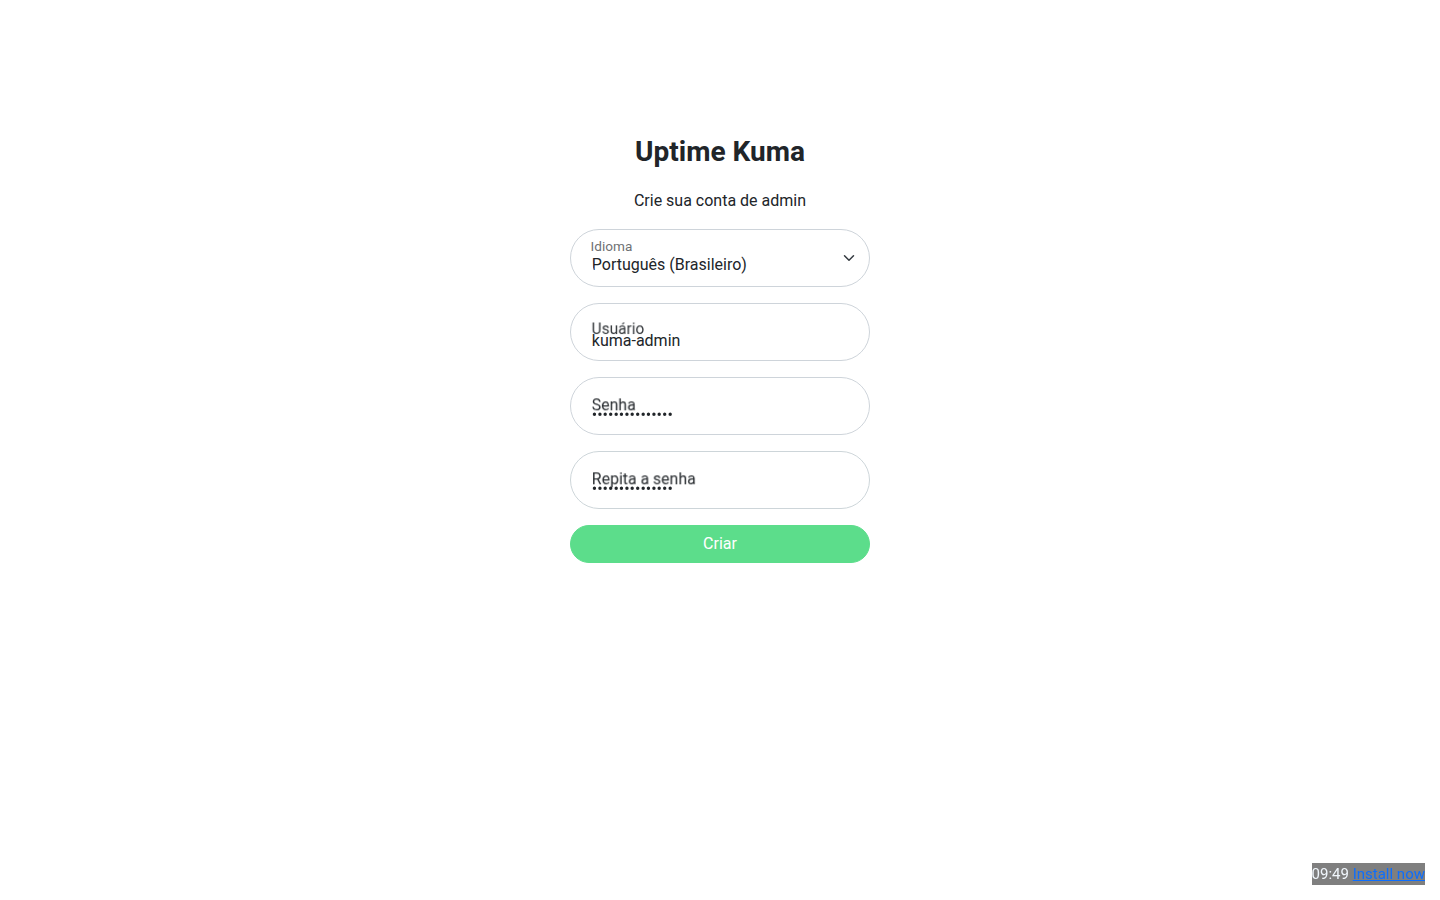 Uptime Kuma
Crie sua conta de admin
Idioma
Português (Brasileiro)
Usuário
kuma-admin
Senha
•••••••••••••••
Repita a senha
•••••••••••••••
Criar
09:49 Install now